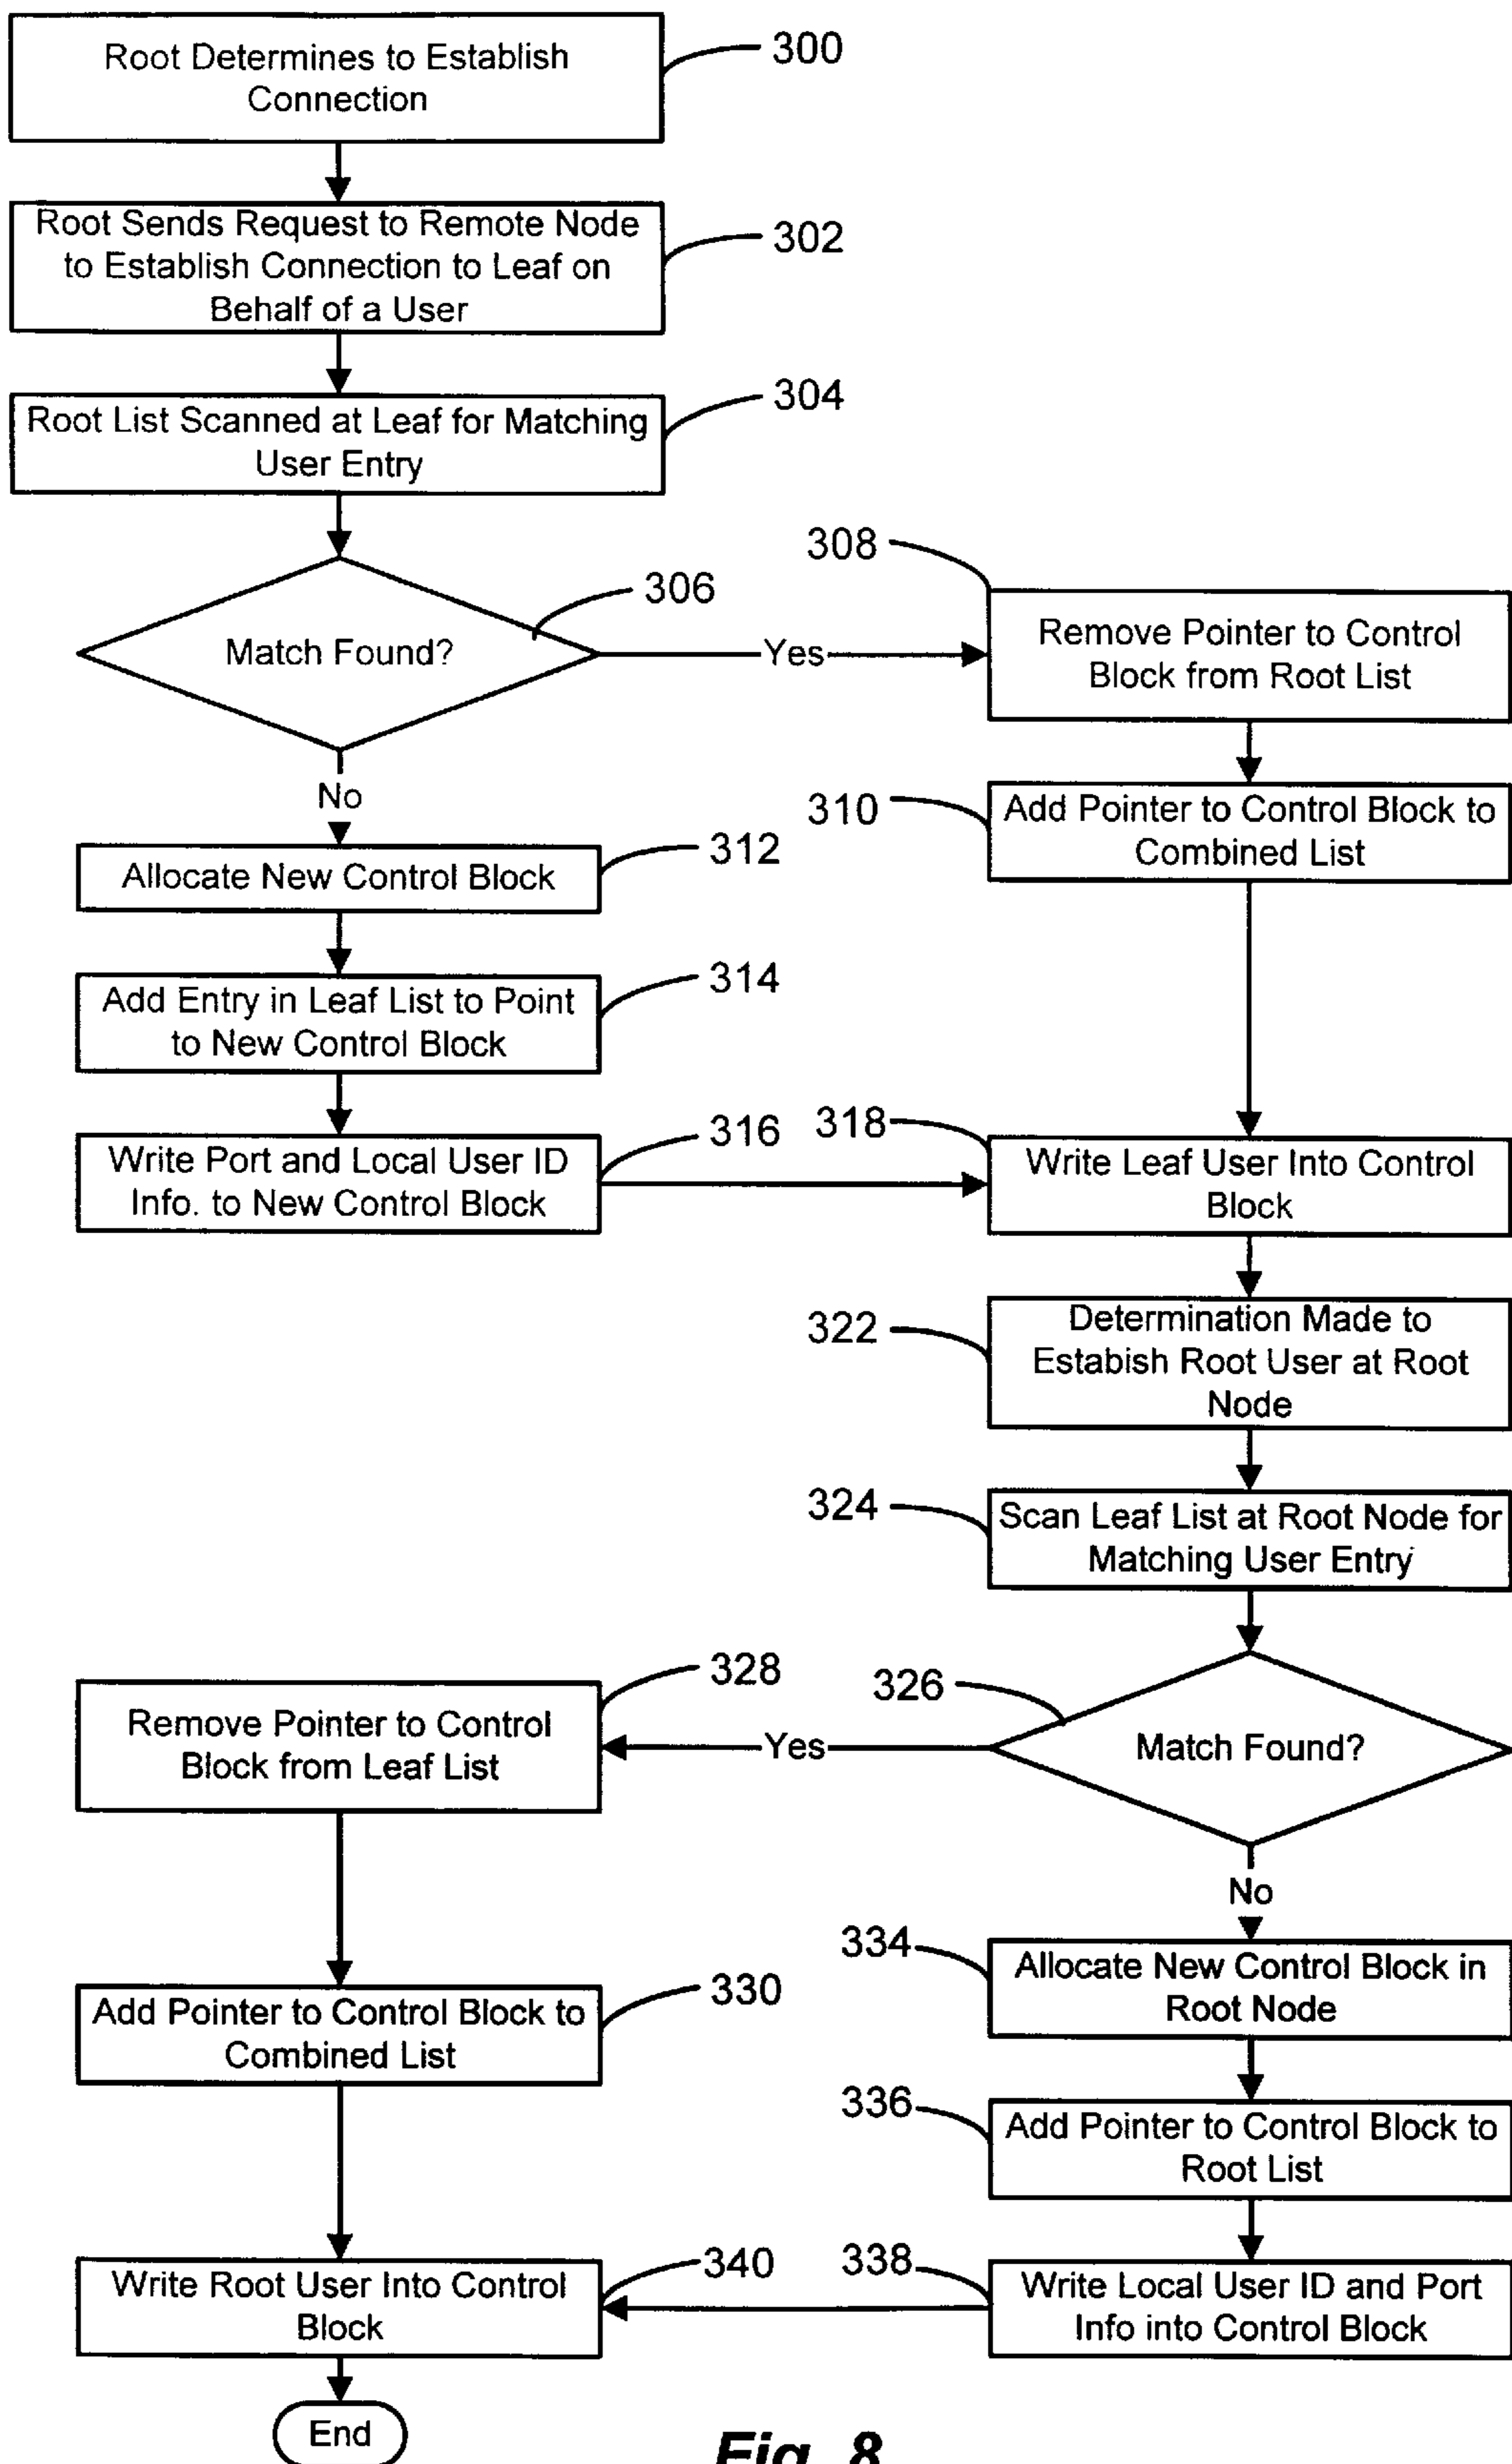 Root Determines to Establish
Connection
300
Root Sends Request to Remote Node
to Establish Connection to Leaf on
Behalf of a User
302
Root List Scanned at Leaf for Matching
User Entry
304
Match Found?
306
Yes
No
308
Remove Pointer to Control
Block from Root List
310
Add Pointer to Control Block to
Combined List
Allocate New Control Block
312
Add Entry in Leaf List to Point
to New Control Block
314
Write Port and Local User ID
Info. to New Control Block
316
318
Write Leaf User Into Control
Block
322
Determination Made to
Estabish Root User at Root
Node
324
Scan Leaf List at Root Node for
Matching User Entry
326
Match Found?
Yes
No
Remove Pointer to Control
Block from Leaf List
328
Add Pointer to Control Block to
Combined List
330
334
Allocate New Control Block in
Root Node
336
Add Pointer to Control Block to
Root List
338
Write Local User ID and Port
Info into Control Block
Write Root User Into Control
Block
340
End
Fig. 8